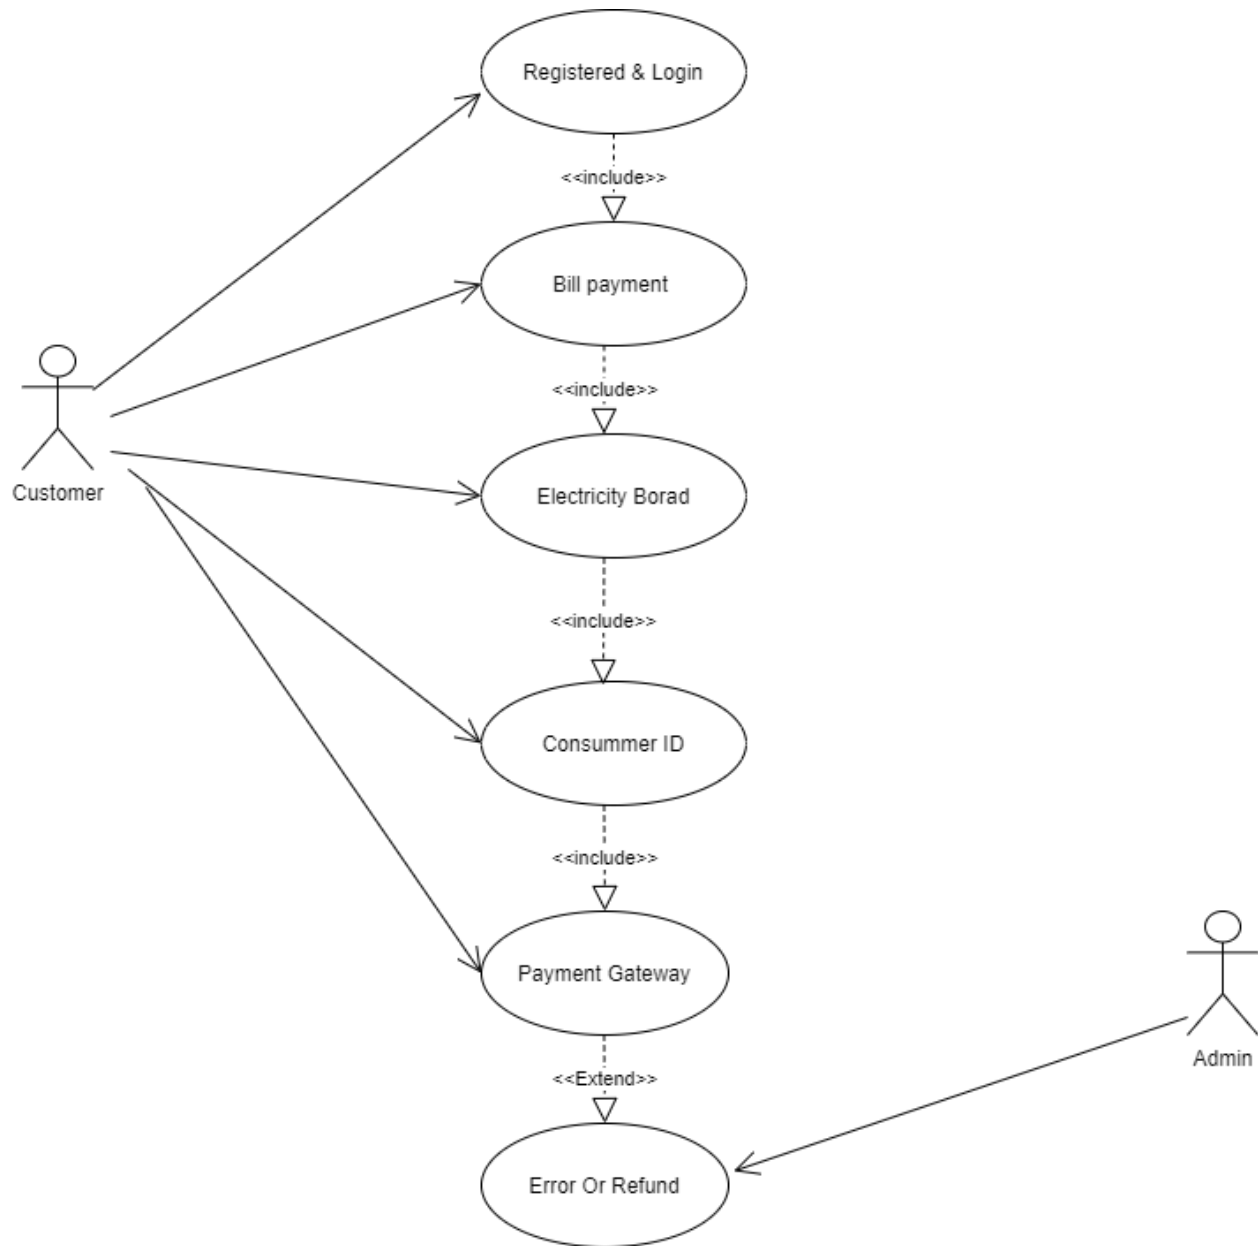 Registered & Login
<<include>>
Bill payment
<<include>>
Customer
Electricity Borad
<<include>>
Consummer ID
<<include>>
Payment Gateway
Admin
<<Extend>>
Error Or Refund